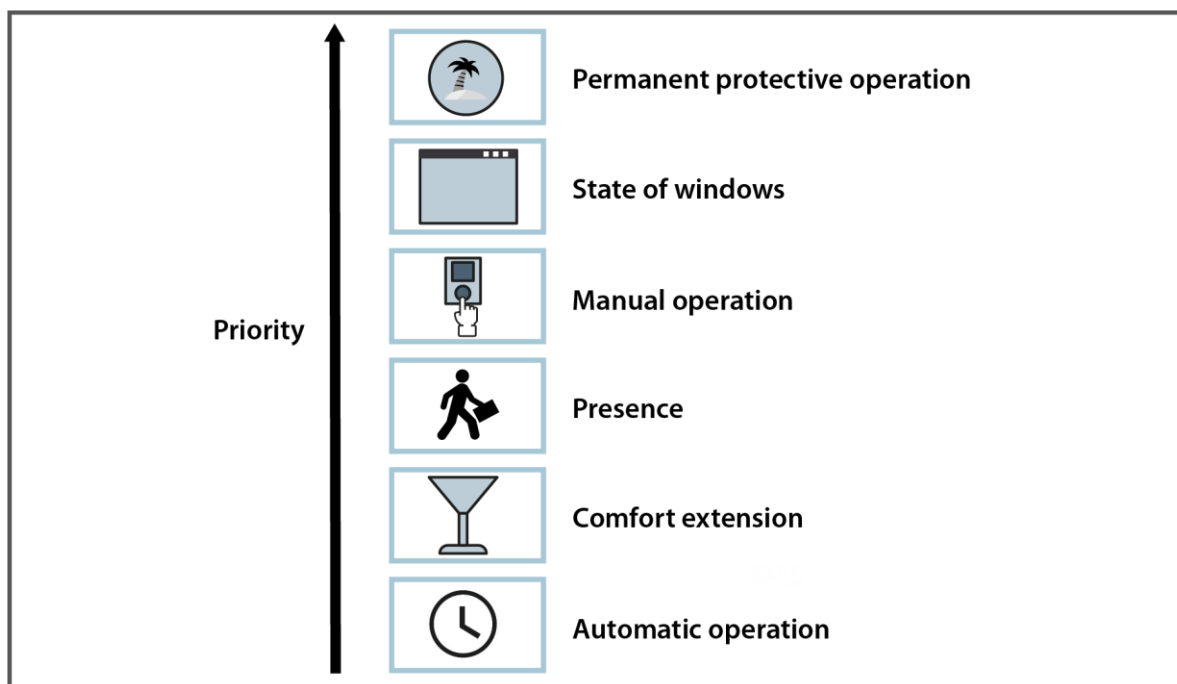 Permanent protective operation
State of windows
Manual operation
Priority
Presence
Comfort extension
Automatic operation